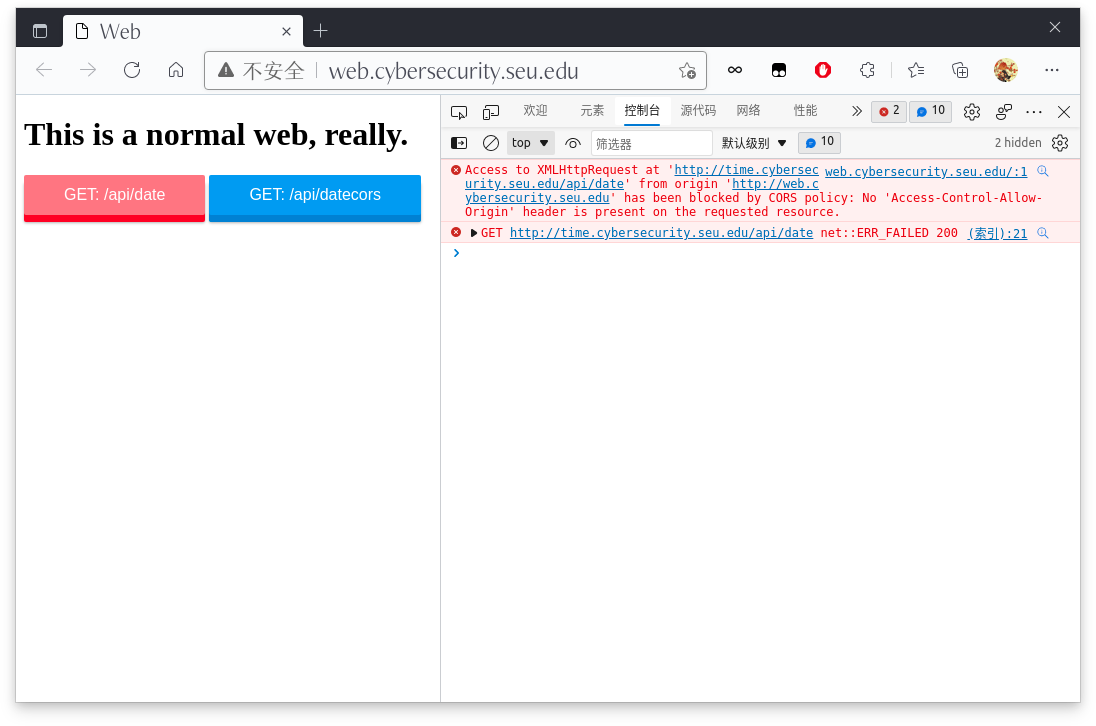 Web
不安全
web.cybersecurity.seu.edu
This is a normal web, really.
GET: /api/date
GET: /api/datecors
欢迎
元素
控制台
源代码
网络
性能
2
10
top
筛选器
默认级别
10
2 hidden
Access to XMLHttpRequest at 'http://time.cybersec web.cybersecurity.seu.edu/:1
urity.seu.edu/api/date' from origin 'http://web.c
ybersecurity.seu.edu' has been blocked by CORS policy: No 'Access-Control-Allow-
Origin' header is present on the requested resource.
GET http://time.cybersecurity.seu.edu/api/date net::ERR_FAILED 200 (索引):21